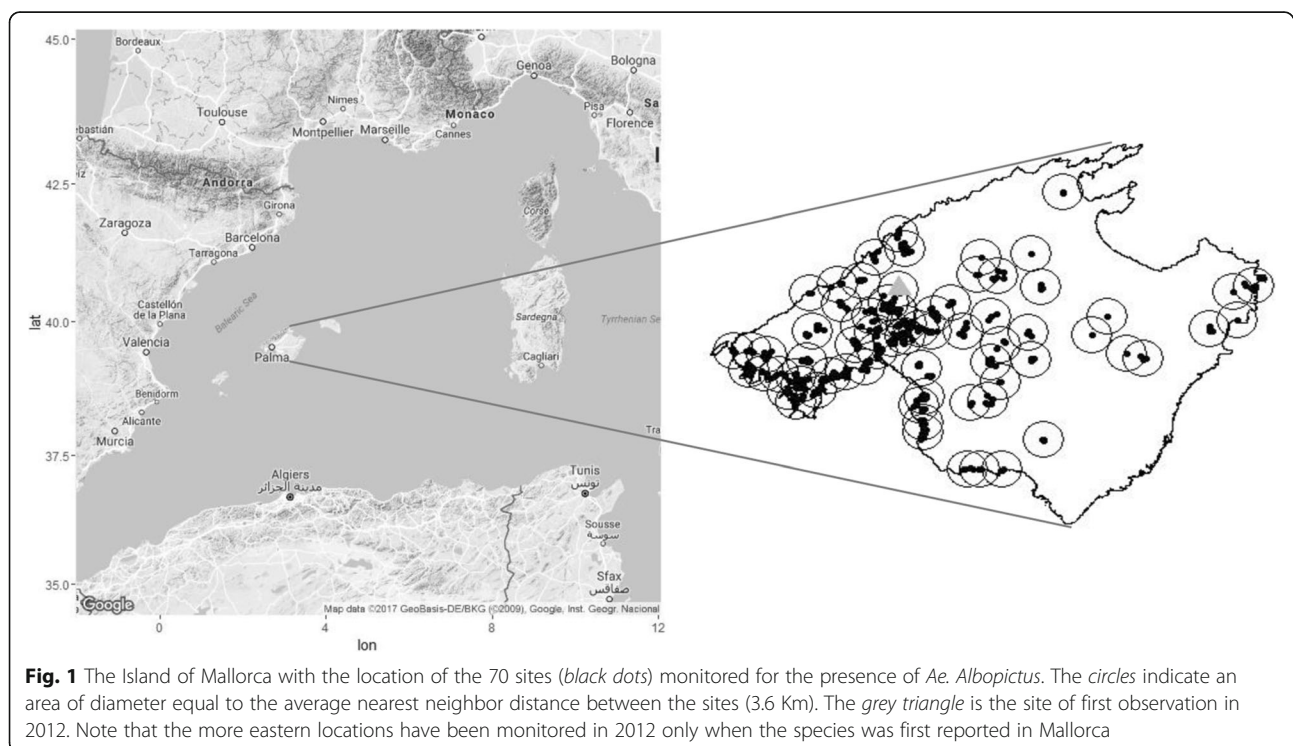 45.0
42.5
40.0
37.5
35.0
lat
0
4
8
12
lon
Bordeaux
Toulouse
Nimes
Montpellier
Marseille
Monaco
Cannes
Genoa
Bologna
Pisa
Florence
ebastián
iz
Andorra
Girona
Zaragoza
Barcelona
Tarragona
Corse
Castellón
de la Plana
Balearic Sea
Valencia
Palma
Sardegna
Tyrrhenian Se
Cagliari
Benidorm
Alicante
Murcia
Tra
Algiers
مدينة الجزائر
Tunis
تونس
Sousse
سوسة
Sfax
صفاقس
Google
Map data ©2017 GeoBasis-DE/BKG (©2009), Google, Inst. Geogr. Nacional
Fig. 1 The Island of Mallorca with the location of the 70 sites (black dots) monitored for the presence of Ae. Albopictus. The circles indicate an
area of diameter equal to the average nearest neighbor distance between the sites (3.6 Km). The grey triangle is the site of first observation in
2012. Note that the more eastern locations have been monitored in 2012 only when the species was first reported in Mallorca